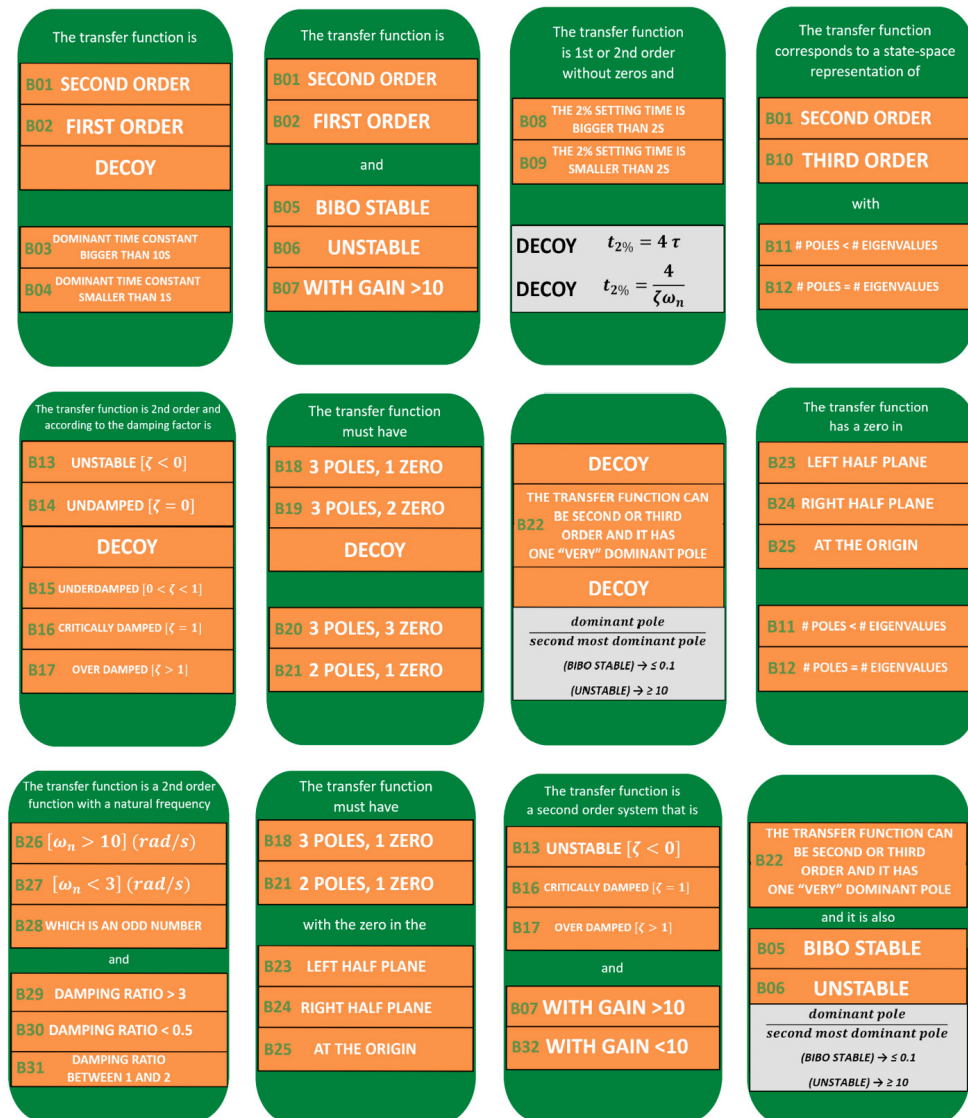 The transfer function is
B01 SECOND ORDER
B02 FIRST ORDER
DECOY
B03 DOMINANT TIME CONSTANT
BIGGER THAN 10S
B04 DOMINANT TIME CONSTANT
SMALLER THAN 1S
The transfer function is
B01 SECOND ORDER
B02 FIRST ORDER
and
B05 BIBO STABLE
B06 UNSTABLE
B07 WITH GAIN >10
The transfer function
is 1st or 2nd order
without zeros and
B08 THE 2% SETTING TIME IS
BIGGER THAN 2S
B09 THE 2% SETTING TIME IS
SMALLER THAN 2S
DECOY t2% = 4 τ
DECOY t2% = 4/ζωn
The transfer function
corresponds to a state-space
representation of
B01 SECOND ORDER
B10 THIRD ORDER
with
B11 # POLES < # EIGENVALUES
B12 # POLES = # EIGENVALUES
The transfer function is 2nd order and
according to the damping factor is
B13 UNSTABLE [ζ < 0]
B14 UNDAMPED [ζ = 0]
DECOY
B15 UNDERDAMPED [0 < ζ < 1]
B16 CRITICALLY DAMPED [ζ = 1]
B17 OVER DAMPED [ζ > 1]
The transfer function
must have
B18 3 POLES, 1 ZERO
B19 3 POLES, 2 ZERO
DECOY
B20 3 POLES, 3 ZERO
B21 2 POLES, 1 ZERO
DECOY
THE TRANSFER FUNCTION CAN
BE SECOND OR THIRD
B22 ORDER AND IT HAS
ONE “VERY” DOMINANT POLE
DECOY
dominant pole
second most dominant pole
(BIBO STABLE) → ≤ 0.1
(UNSTABLE) → ≥ 10
The transfer function
has a zero in
B23 LEFT HALF PLANE
B24 RIGHT HALF PLANE
B25 AT THE ORIGIN
B11 # POLES < # EIGENVALUES
B12 # POLES = # EIGENVALUES
The transfer function is a 2nd order
function with a natural frequency
B26 [ωn > 10] (rad/s)
B27 [ωn < 3] (rad/s)
B28 WHICH IS AN ODD NUMBER
and
B29 DAMPING RATIO > 3
B30 DAMPING RATIO < 0.5
B31 DAMPING RATIO
BETWEEN 1 AND 2
The transfer function
must have
B18 3 POLES, 1 ZERO
B21 2 POLES, 1 ZERO
with the zero in the
B23 LEFT HALF PLANE
B24 RIGHT HALF PLANE
B25 AT THE ORIGIN
The transfer function is
a second order system that is
B13 UNSTABLE [ζ < 0]
B16 CRITICALLY DAMPED [ζ = 1]
B17 OVER DAMPED [ζ > 1]
and
B07 WITH GAIN >10
B32 WITH GAIN <10
THE TRANSFER FUNCTION CAN
B22 BE SECOND OR THIRD
ORDER AND IT HAS
ONE “VERY” DOMINANT POLE
and it is also
B05 BIBO STABLE
B06 UNSTABLE
dominant pole
second most dominant pole
(BIBO STABLE) → ≤ 0.1
(UNSTABLE) → ≥ 10